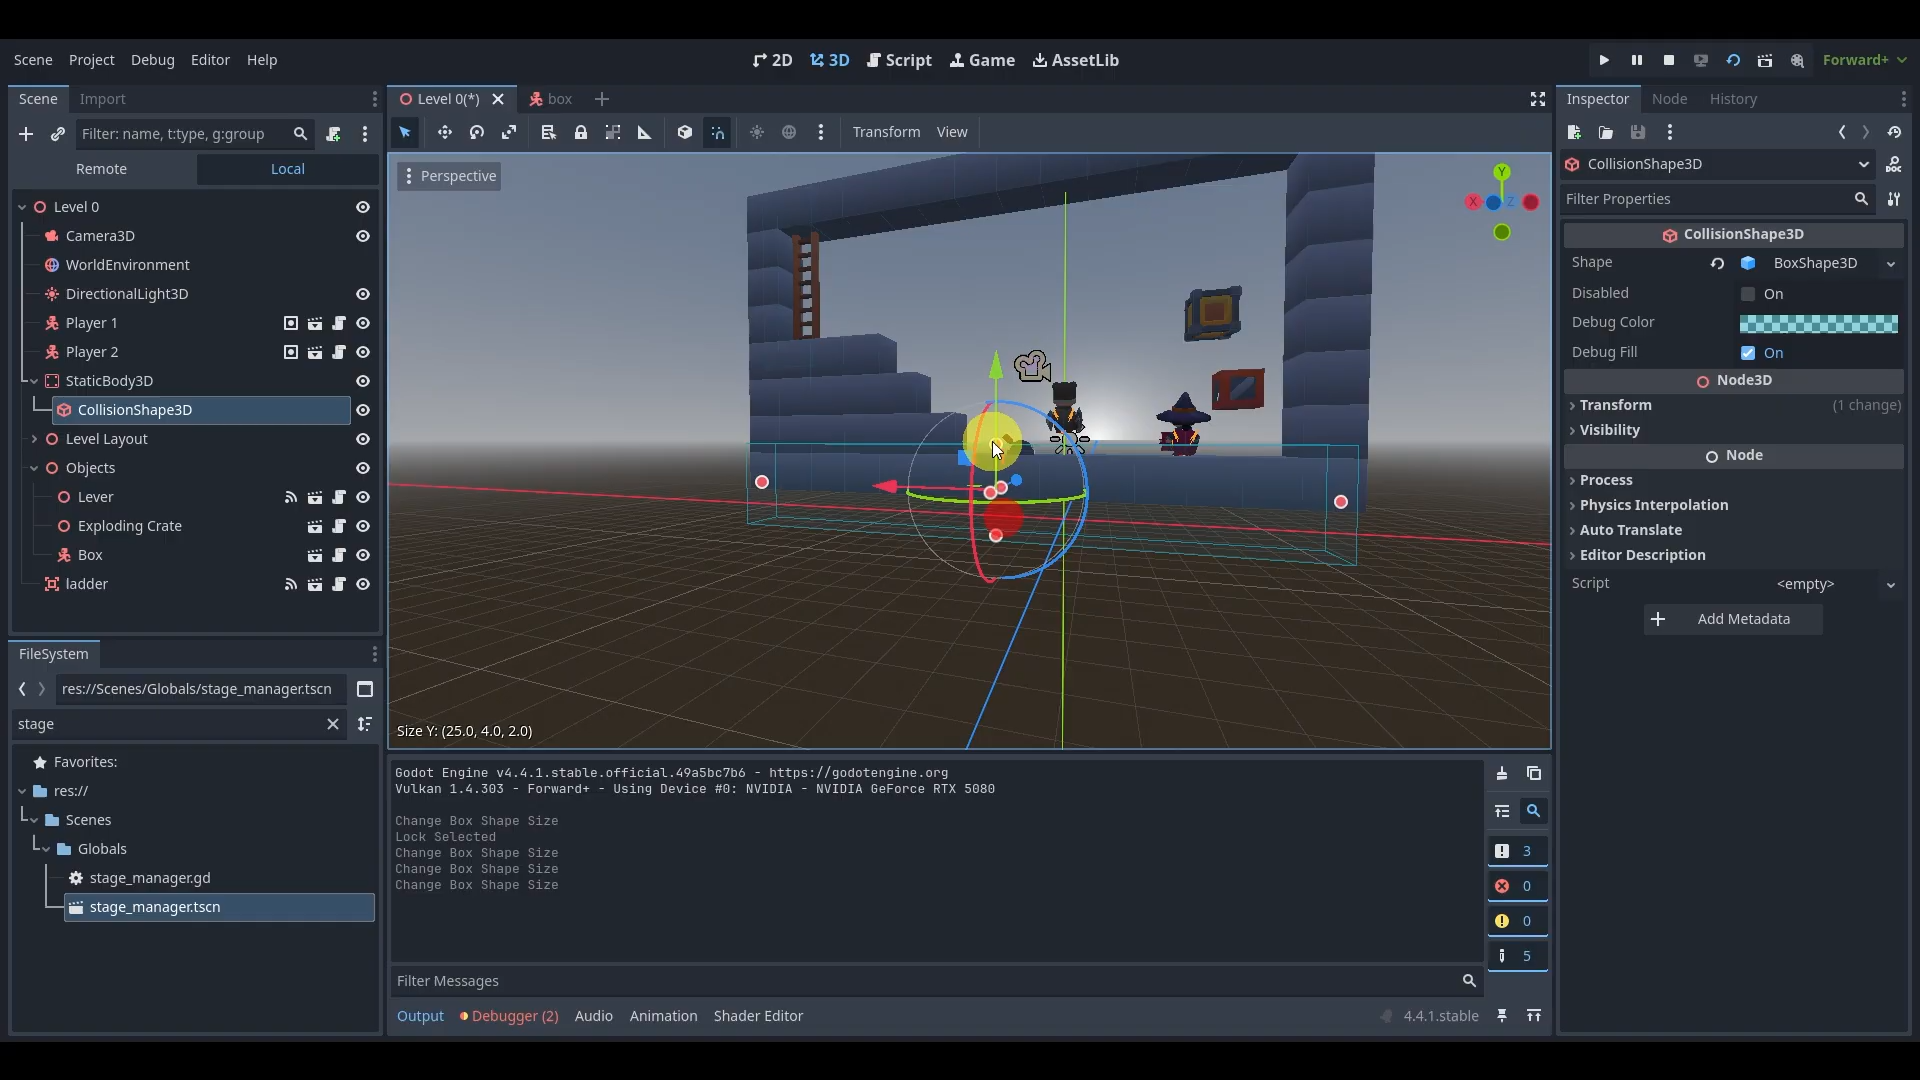 Scene Project Debug Editor Help
2D 3D Script Game AssetLib
Forward+
Scene Import
Filter: name, t:type, g:group
Remote Local
Level 0
Camera3D
WorldEnvironment
DirectionalLight3D
Player 1
Player 2
StaticBody3D
CollisionShape3D
Level Layout
Objects
Lever
Exploding Crate
Box
ladder
FileSystem
res://Scenes/Globals/stage_manager.tscn
stage
Favorites:
res://
Scenes
Globals
stage_manager.gd
stage_manager.tscn
Level 0(*) box
Transform View
Perspective
Y
X Z
Size Y: (25.0, 4.0, 2.0)
Godot Engine v4.4.1.stable.official.49a5bc7b6 - https://godotengine.org
Vulkan 1.4.303 - Forward+ - Using Device #0: NVIDIA - NVIDIA GeForce RTX 5080
Change Box Shape Size
Lock Selected
Change Box Shape Size
Change Box Shape Size
Change Box Shape Size
3
0
0
5
Filter Messages
Output Debugger (2) Audio Animation Shader Editor
4.4.1.stable
Inspector Node History
CollisionShape3D
Filter Properties
CollisionShape3D
Shape BoxShape3D
Disabled On
Debug Color
Debug Fill On
Node3D
Transform (1 change)
Visibility
Node
Process
Physics Interpolation
Auto Translate
Editor Description
Script <empty>
Add Metadata